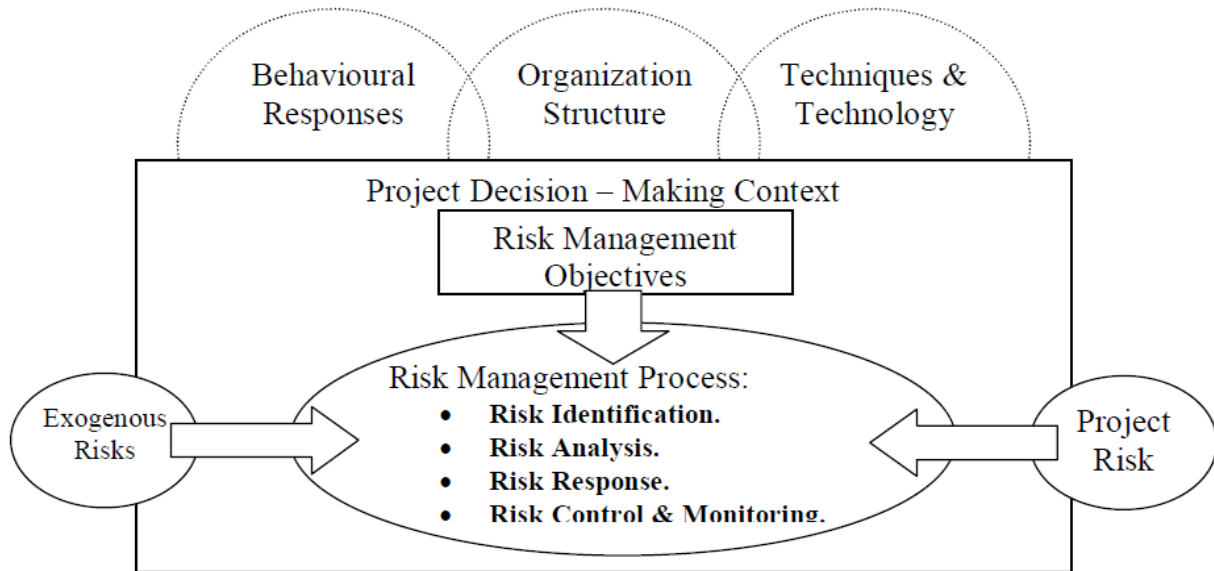 Behavioural
Responses
Organization
Structure
Techniques &
Technology
Project Decision – Making Context
Risk Management
Objectives
Risk Management Process:
• Risk Identification.
• Risk Analysis.
• Risk Response.
• Risk Control & Monitoring.
Exogenous
Risks
Project
Risk